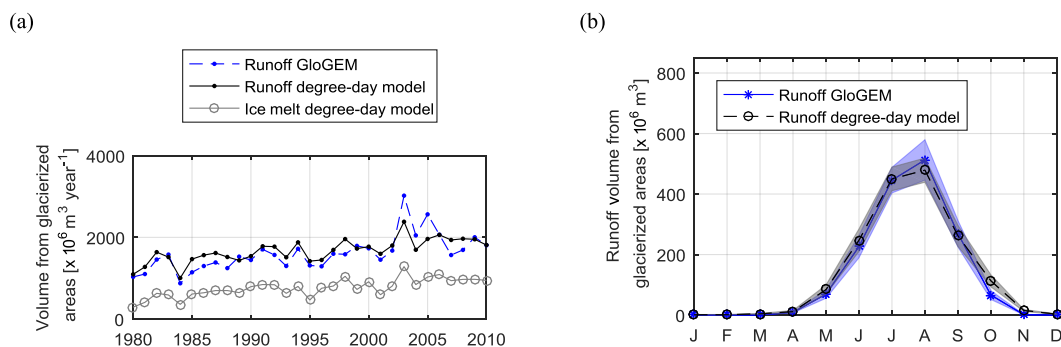 (a)
Runoff GloGEM
Runoff degree-day model
Ice melt degree-day model
Volume from glacierized
areas [x 10⁶ m³ year⁻¹]
4000
2000
0
1980 1985 1990 1995 2000 2005 2010
(b)
Runoff GloGEM
Runoff degree-day model
Runoff volume from
glacierized areas [x 10⁶ m³]
800
600
400
200
0
J F M A M J J A S O N D